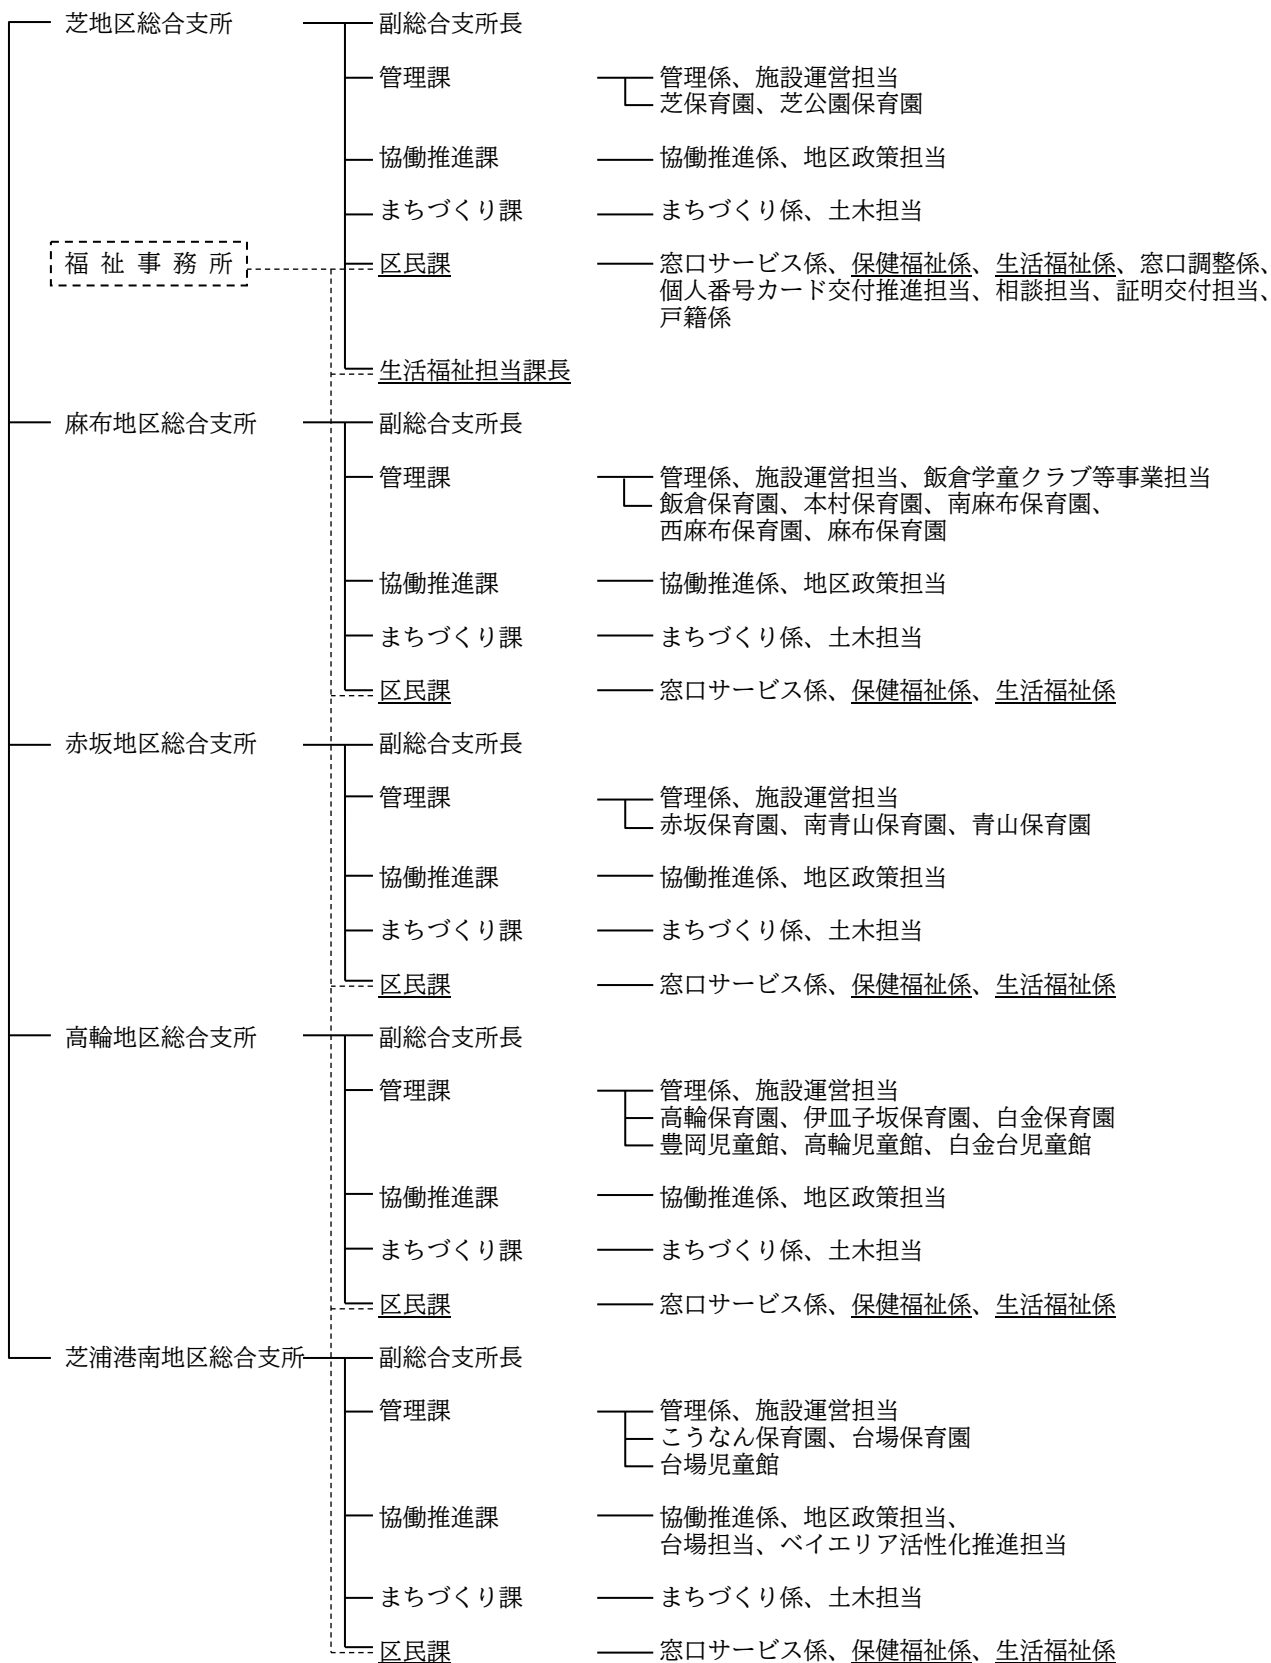 芝地区総合支所 副総合支所長
管理課 管理係、施設運営担当
芝保育園、芝公園保育園
協働推進課 協働推進係、地区政策担当
まちづくり課 まちづくり係、土木担当
福祉事務所 区民課 窓口サービス係、保健福祉係、生活福祉係、窓口調整係、
個人番号カード交付推進担当、相談担当、証明交付担当、
戸籍係
生活福祉担当課長
麻布地区総合支所 副総合支所長
管理課 管理係、施設運営担当、飯倉学童クラブ等事業担当
飯倉保育園、本村保育園、南麻布保育園、
西麻布保育園、麻布保育園
協働推進課 協働推進係、地区政策担当
まちづくり課 まちづくり係、土木担当
区民課 窓口サービス係、保健福祉係、生活福祉係
赤坂地区総合支所 副総合支所長
管理課 管理係、施設運営担当
赤坂保育園、南青山保育園、青山保育園
協働推進課 協働推進係、地区政策担当
まちづくり課 まちづくり係、土木担当
区民課 窓口サービス係、保健福祉係、生活福祉係
高輪地区総合支所 副総合支所長
管理課 管理係、施設運営担当
高輪保育園、伊皿子坂保育園、白金保育園
豊岡児童館、高輪児童館、白金台児童館
協働推進課 協働推進係、地区政策担当
まちづくり課 まちづくり係、土木担当
区民課 窓口サービス係、保健福祉係、生活福祉係
芝浦港南地区総合支所 副総合支所長
管理課 管理係、施設運営担当
こうなん保育園、台場保育園
台場児童館
協働推進課 協働推進係、地区政策担当、
台場担当、ベイエリア活性化推進担当
まちづくり課 まちづくり係、土木担当
区民課 窓口サービス係、保健福祉係、生活福祉係